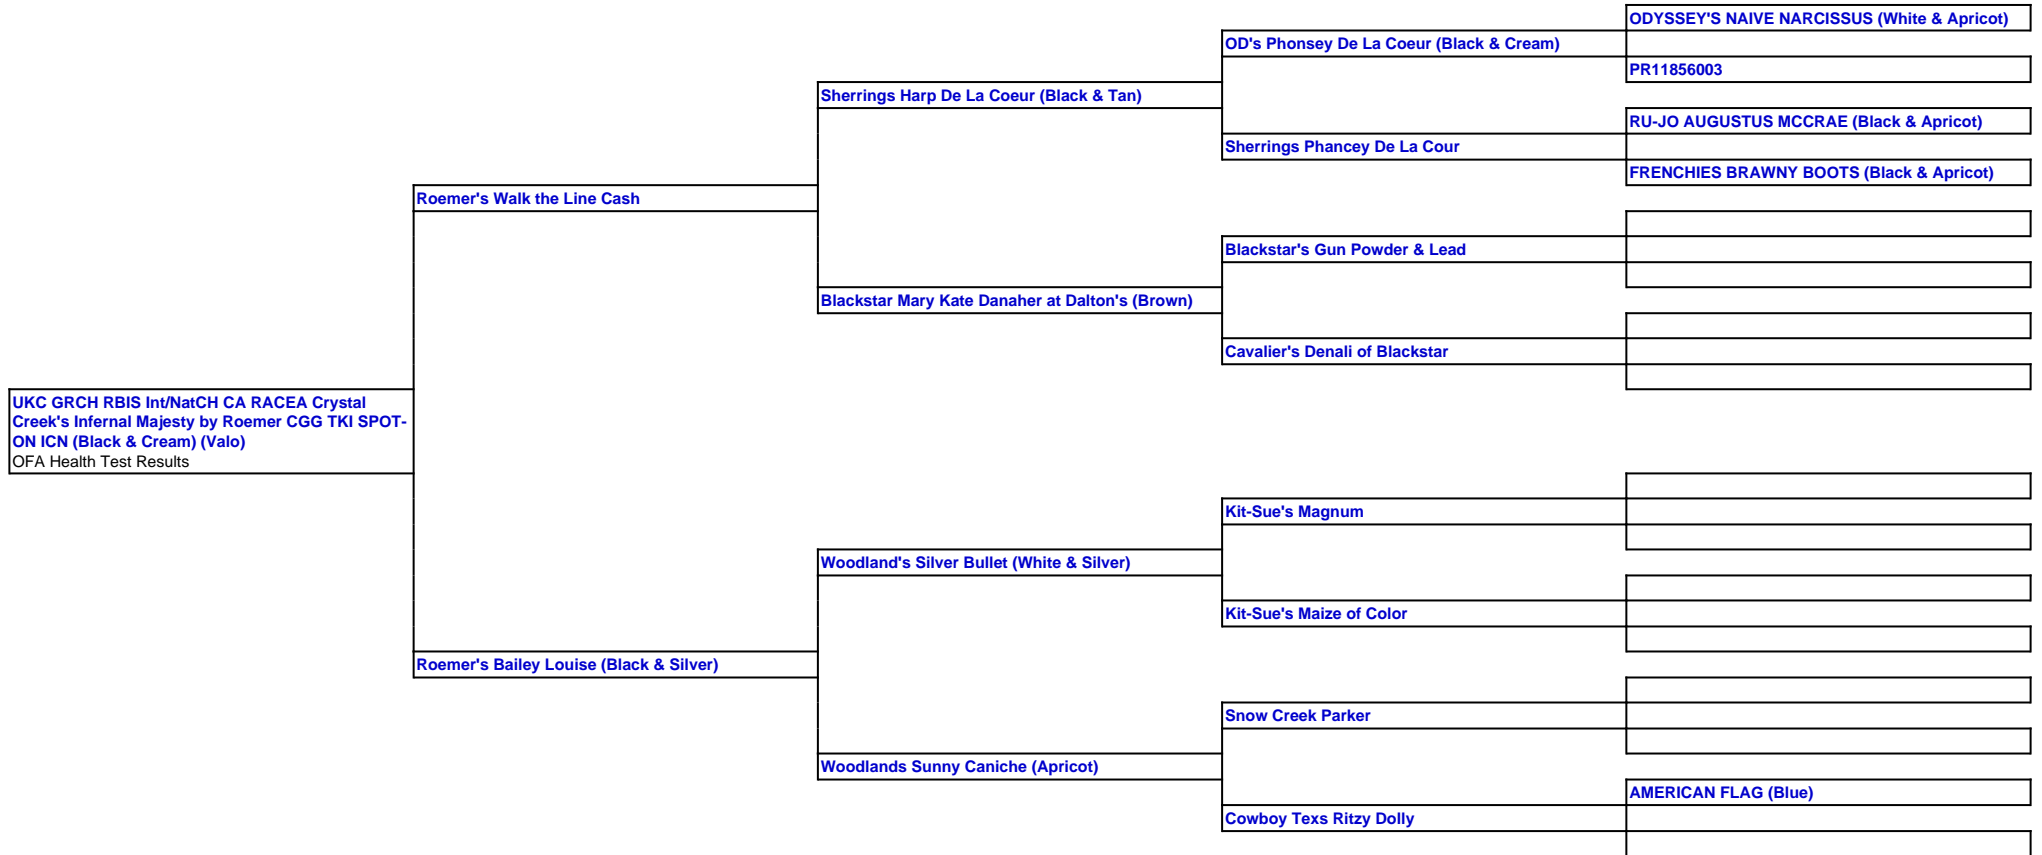 ODYSSEY'S NAIVE NARCISSUS (White & Apricot)
OD's Phonsey De La Coeur (Black & Cream)
PR11856003
Sherrings Harp De La Coeur (Black & Tan)
RU-JO AUGUSTUS MCCRAE (Black & Apricot)
Sherrings Phancey De La Cour
FRENCHIES BRAWNY BOOTS (Black & Apricot)
Roemer's Walk the Line Cash
Blackstar's Gun Powder & Lead
Blackstar Mary Kate Danaher at Dalton's (Brown)
Cavalier's Denali of Blackstar
UKC GRCH RBIS Int/NatCH CA RACEA Crystal
Creek's Infernal Majesty by Roemer CGG TKI SPOT-
ON ICN (Black & Cream) (Valo)
OFA Health Test Results
Kit-Sue's Magnum
Woodland's Silver Bullet (White & Silver)
Kit-Sue's Maize of Color
Roemer's Bailey Louise (Black & Silver)
Snow Creek Parker
Woodlands Sunny Caniche (Apricot)
AMERICAN FLAG (Blue)
Cowboy Texs Ritzy Dolly